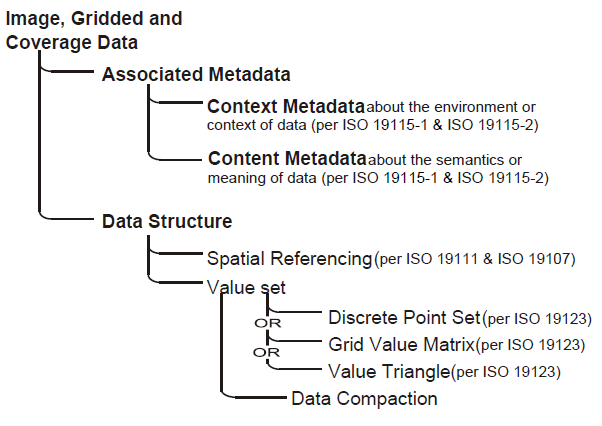 Image, Gridded and
Coverage Data
Associated Metadata
Context Metadata about the environment or
context of data (per ISO 19115-1 & ISO 19115-2)
Content Metadata about the semantics or
meaning of data (per ISO 19115-1 & ISO 19115-2)
Data Structure
Spatial Referencing (per ISO 19111 & ISO 19107)
Value set
Discrete Point Set (per ISO 19123)
OR
Grid Value Matrix (per ISO 19123)
OR
Value Triangle (per ISO 19123)
Data Compaction